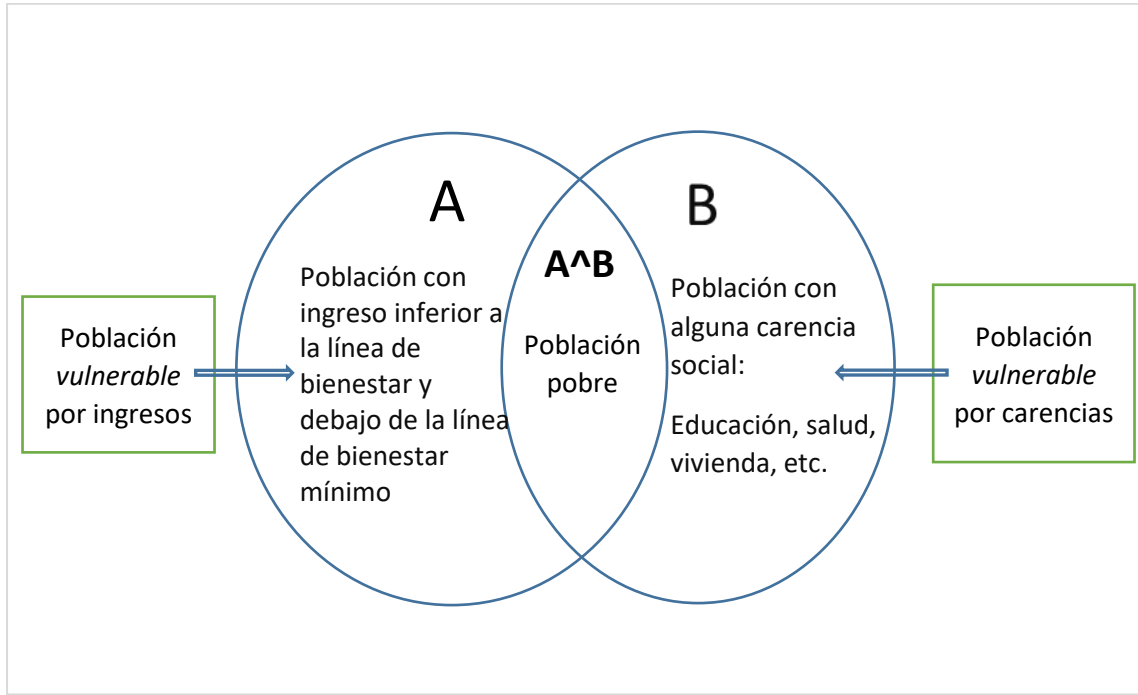 A
B
A^B
Población con
ingreso inferior a
la línea de
bienestar y
debajo de la línea
de bienestar
mínimo
Población
pobre
Población con
alguna carencia
social:
Educación, salud,
vivienda, etc.
Población
vulnerable
por ingresos
Población
vulnerable
por carencias